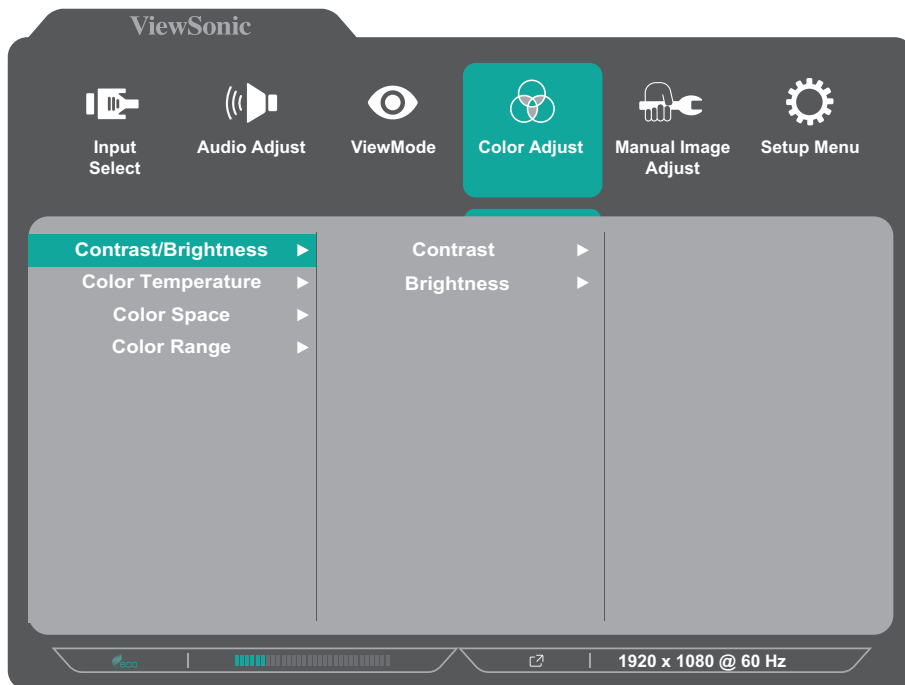 ViewSonic
Input
Select
Audio Adjust
ViewMode
Color Adjust
Manual Image
Adjust
Setup Menu
Contrast/Brightness
Color Temperature
Color Space
Color Range
Contrast
Brightness
eco
1920 x 1080 @ 60 Hz